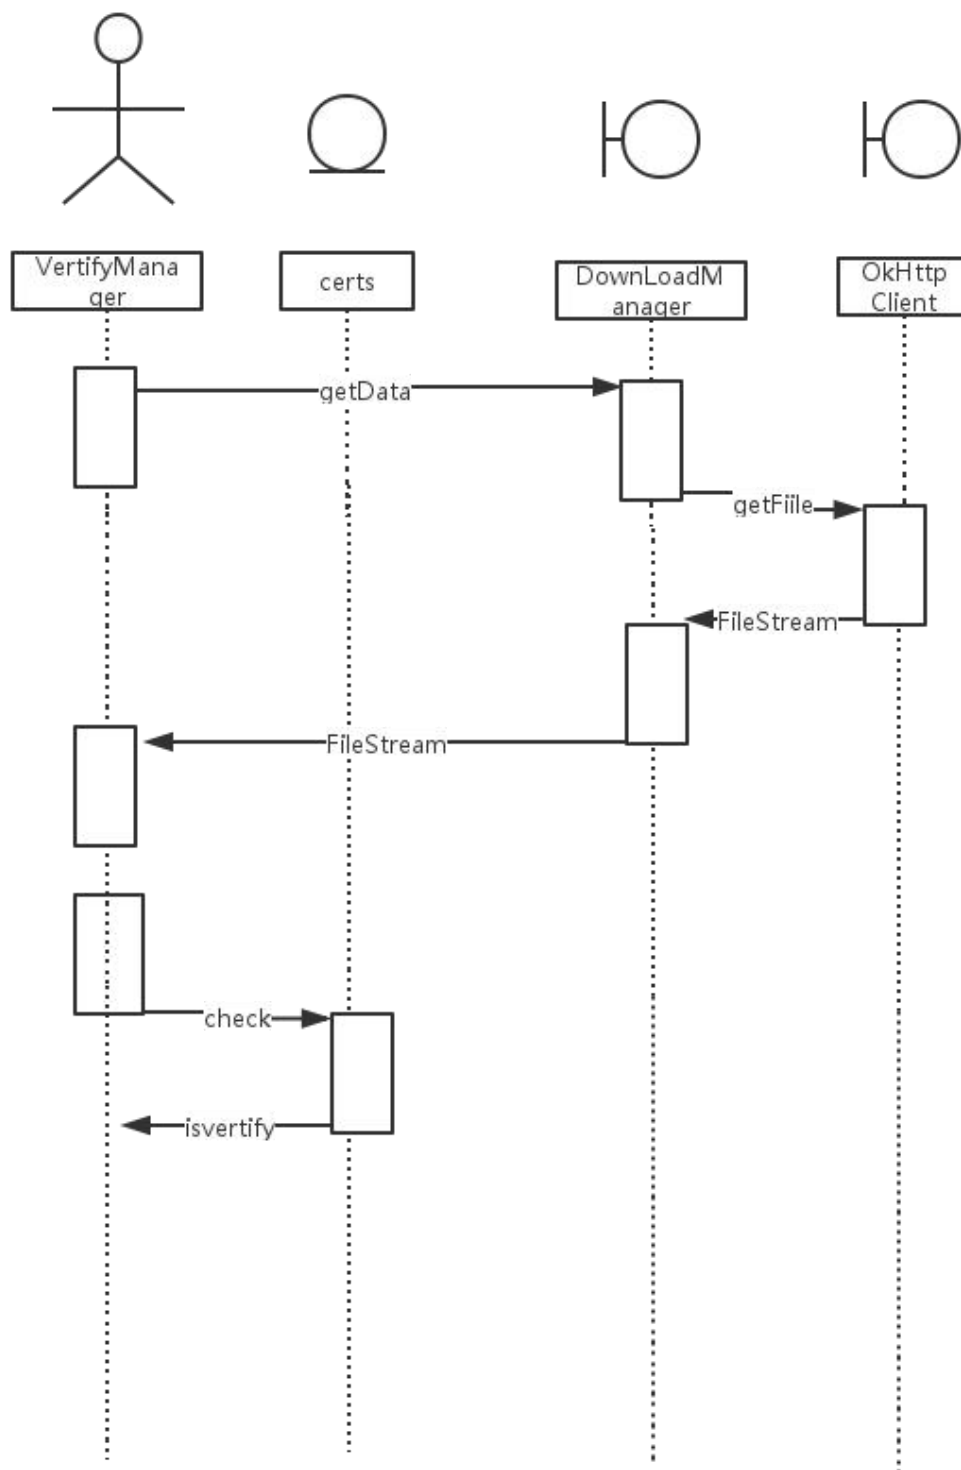 VertifyMana
ger
certs
DownLoadM
anager
OkHttp
Client
getData
getFiile
FileStream
FileStream
check
isvertify